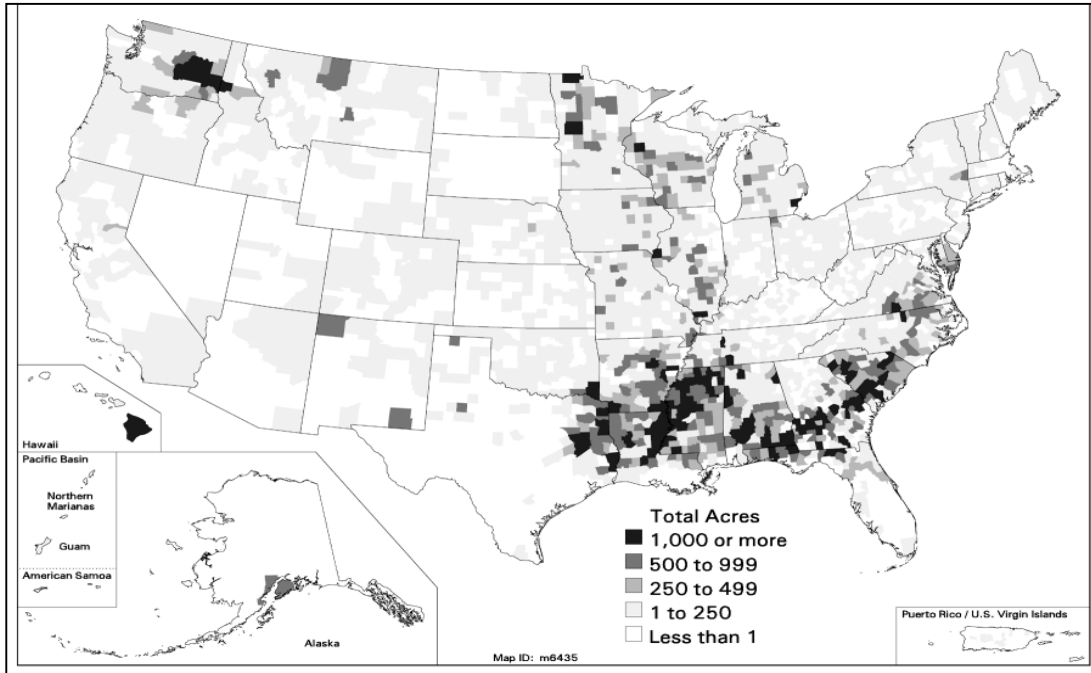 Hawaii
Pacific Basin
Northern
Marianas
Guam
American Samoa
Alaska
Total Acres
1,000 or more
500 to 999
250 to 499
1 to 250
Less than 1
Map ID: m6435
Puerto Rico / U.S. Virgin Islands